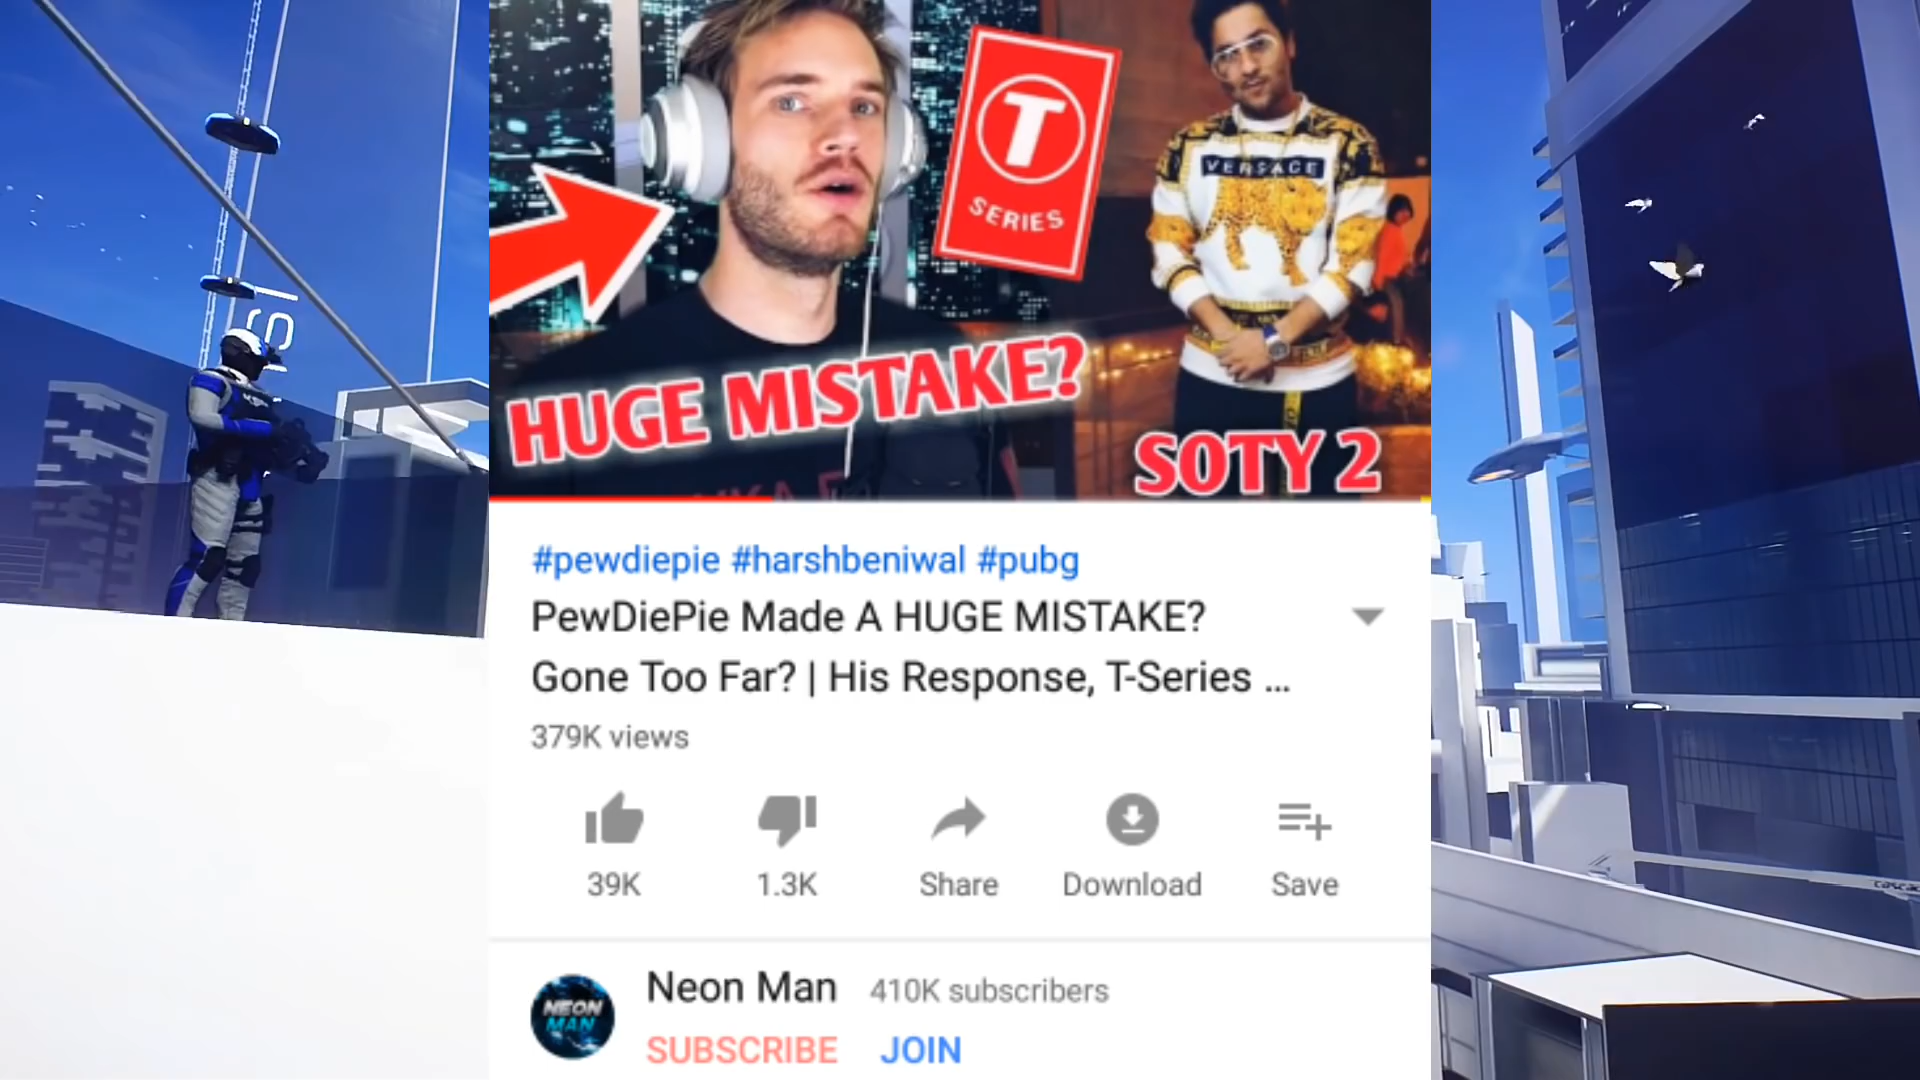 T
SERIES
VERSACE
HUGE MISTAKE?
SOTY 2
#pewdiepie #harshbeniwal #pubg
PewDiePie Made A HUGE MISTAKE?
Gone Too Far? | His Response, T-Series ...
379K views
39K
1.3K
Share
Download
Save
NEON
MAN
Neon Man 410K subscribers
SUBSCRIBE JOIN